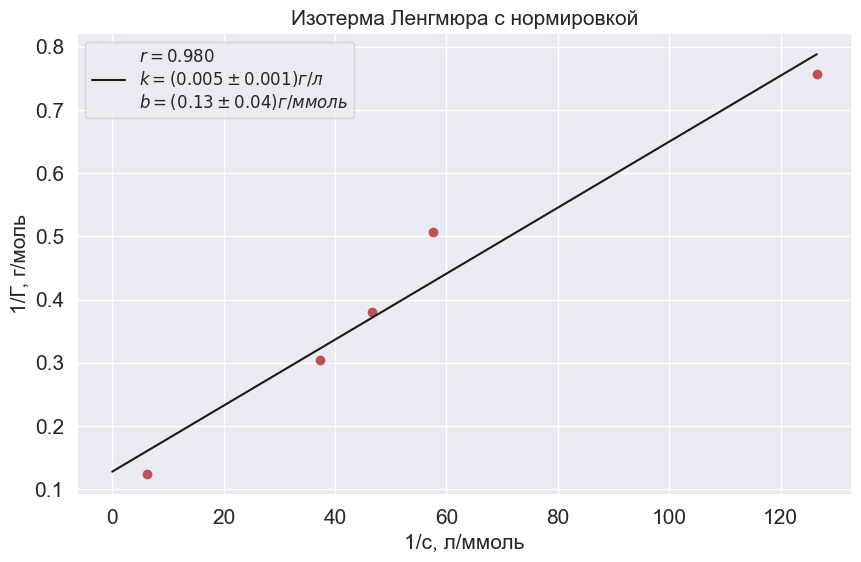 Изотерма Ленгмюра с нормировкой
r = 0.980
k = (0.005 ± 0.001)г/л
b = (0.13 ± 0.04)г/ммоль
0.8
0.7
0.6
0.5
0.4
0.3
0.2
0.1
1/Г, г/моль
0 20 40 60 80 100 120
1/с, л/ммоль